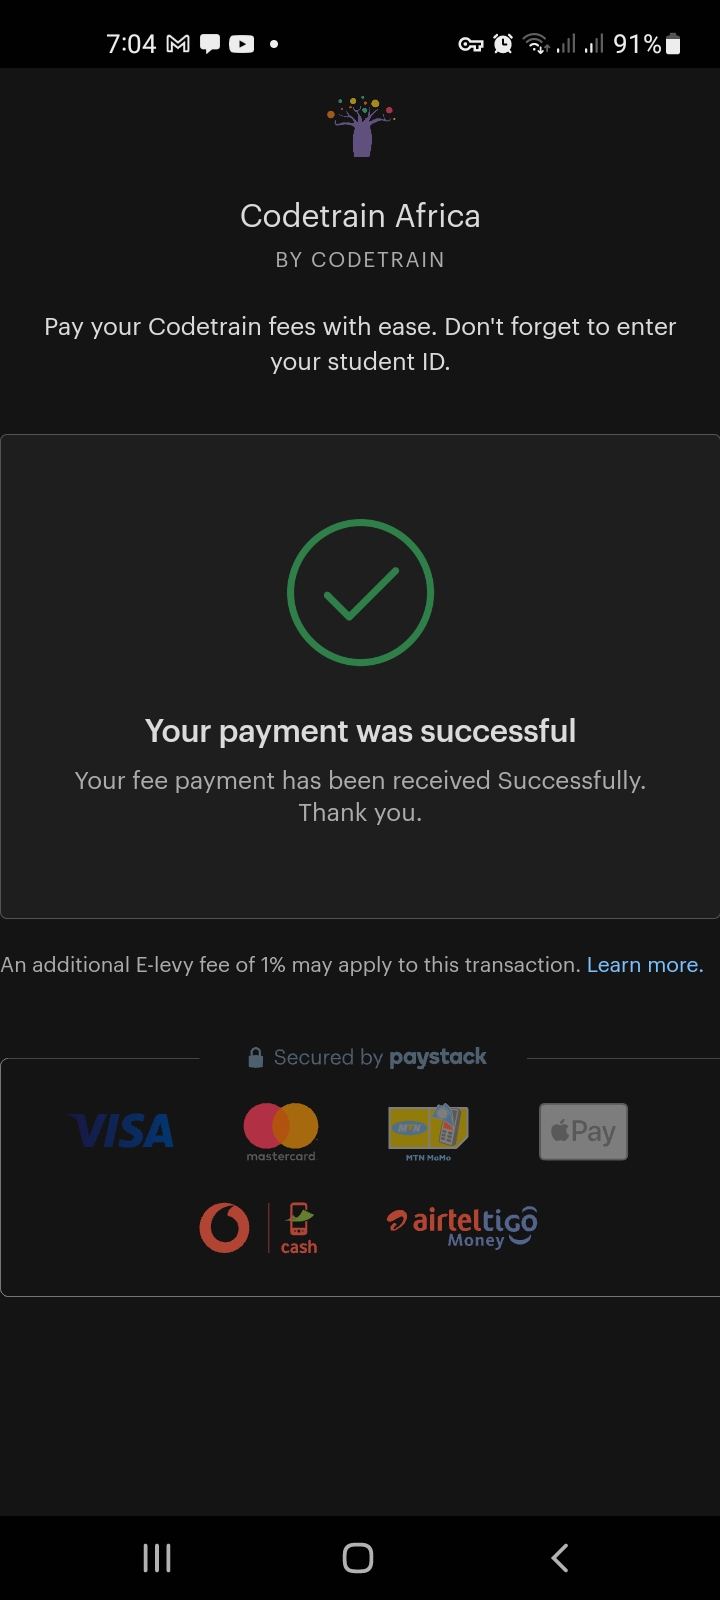 7:04
91%
Codetrain Africa
BY CODETRAIN
Pay your Codetrain fees with ease. Don't forget to enter
your student ID.
Your payment was successful
Your fee payment has been received Successfully.
Thank you.
An additional E-levy fee of 1% may apply to this transaction. Learn more.
Secured by paystack
VISA
mastercard
MTN
MTN MoMo
Pay
cash
airteltigo
Money